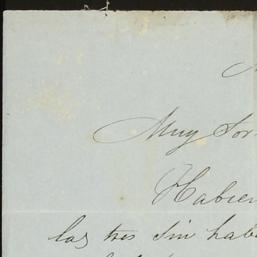 Muy Sor
Habien
las tres sin hab